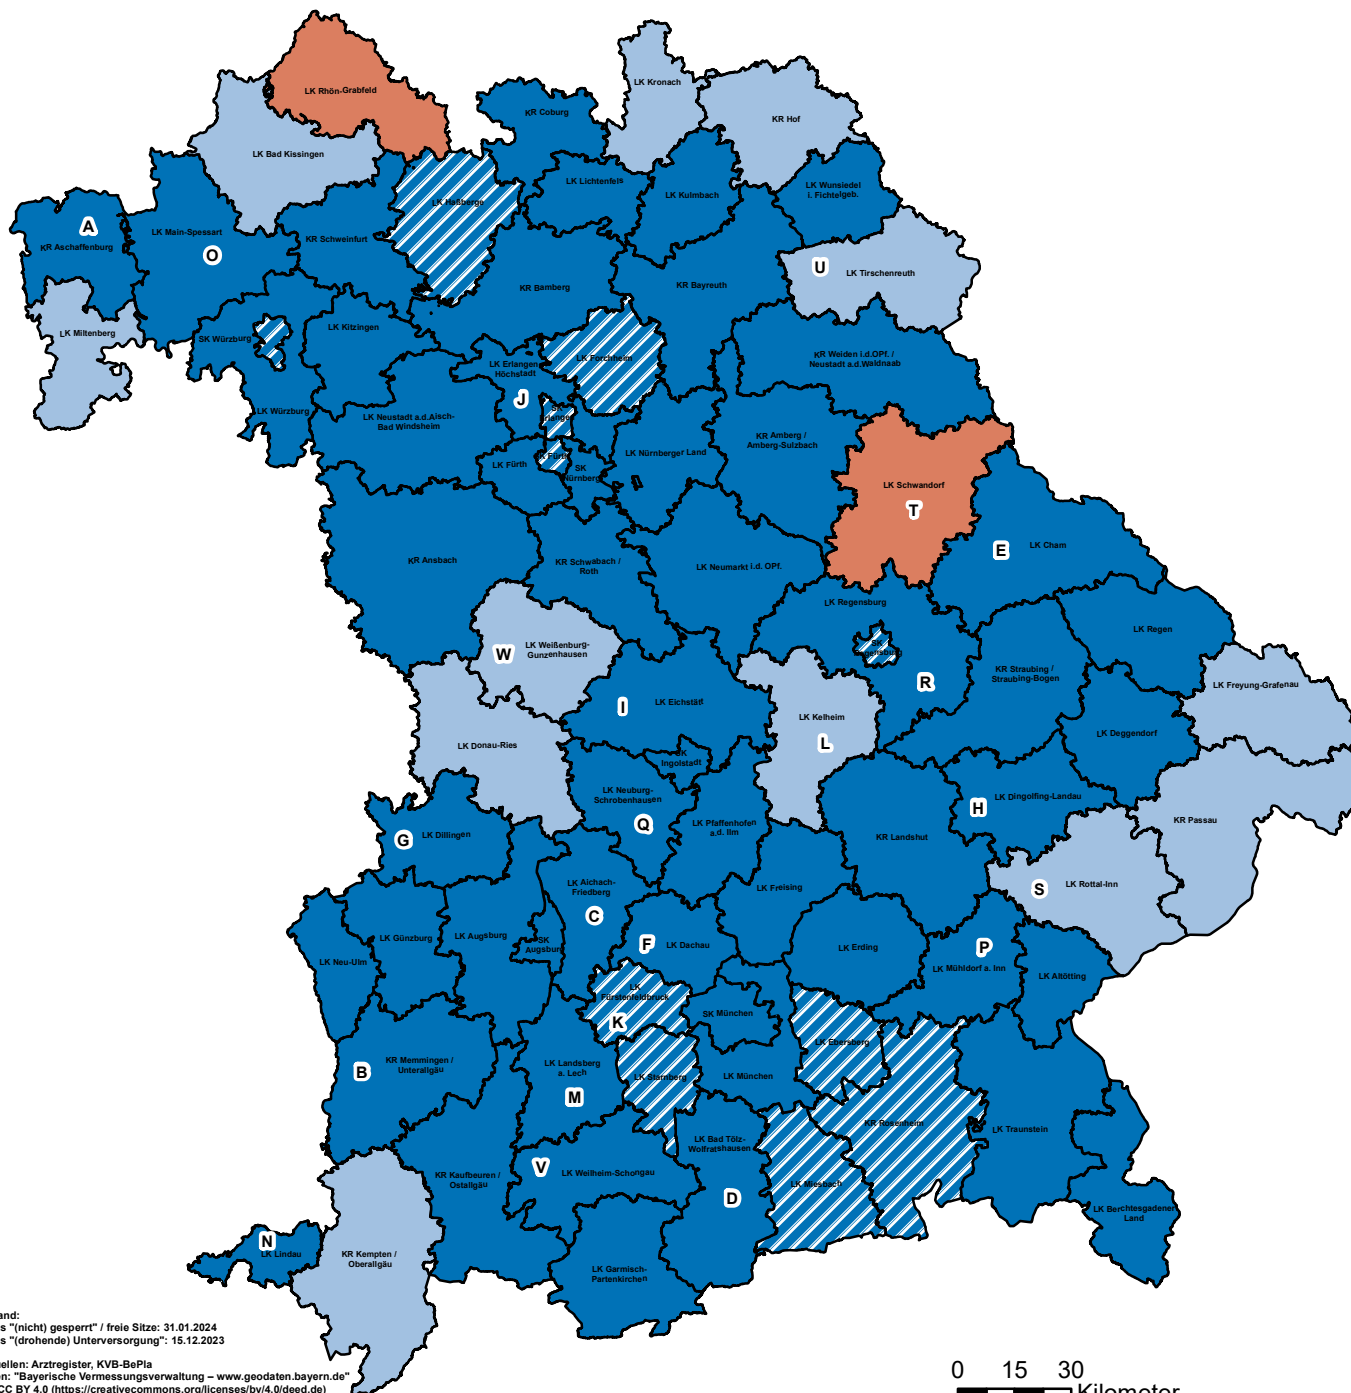 LK Rhön-Grabfeld
LK Kronach
KR Hof
KR Coburg
LK Bad Kissingen
LK Lichtenfels
LK Kulmbach
LK Wunsiedel
i. Fichtelgeb.
LK Haßberge
A
KR Aschaffenburg
LK Main-Spessart
O
KR Schweinfurt
U
LK Tirschenreuth
KR Bamberg
KR Bayreuth
LK Miltenberg
SK Würzburg
LK Kitzingen
LK Forchheim
LK Erlangen-
Höchstadt
KR Weiden i.d.OPf. /
Neustadt a.d.Waldnaab
J
SK
Erlangen
LK Würzburg
LK Neustadt a.d.Aisch-
Bad Windsheim
KR Amberg /
Amberg-Sulzbach
LK Fürth
Fürth
SK
Nürnberg
LK Nürnberger Land
LK Schwandorf
T
E
LK Cham
KR Ansbach
KR Schwabach /
Roth
LK Neumarkt i.d. OPf.
LK Regensburg
SK
Regensburg
LK Regen
W
LK Weißenburg-
Gunzenhausen
R
KR Straubing /
Straubing-Bogen
LK Freyung-Grafenau
I
LK Eichstätt
LK Kelheim
L
LK Deggendorf
LK Donau-Ries
SK
Ingolstadt
LK Neuburg-
Schrobenhausen
Q
LK Pfaffenhofen
a.d. Ilm
H
LK Dingolfing-Landau
KR Passau
G
LK Dillingen
KR Landshut
LK Aichach-
Friedberg
C
LK Freising
S
LK Rottal-Inn
LK Günzburg
LK Augsburg
SK
Augsburg
F
LK Dachau
LK Erding
P
LK Mühldorf a. Inn
LK Neu-Ulm
LK Altötting
LK
Fürstenfeldbruck
K
SK München
LK Ebersberg
B
KR Memmingen /
Unterallgäu
LK Landsberg
a. Lech
M
LK Starnberg
LK München
KR Rosenheim
LK Traunstein
LK Bad Tölz-
Wolfratshausen
V
LK Weilheim-Schongau
D
LK Miesbach
KR Kaufbeuren /
Ostallgäu
LK Berchtesgadener
Land
N
LK Lindau
KR Kempten /
Oberallgäu
LK Garmisch-
Partenkirchen
and:
s "(nicht) gesperrt" / freie Sitze: 31.01.2024
s "(drohende) Unterversorgung": 15.12.2023
ellen: Arztregister, KVB-BePla
en: "Bayerische Vermessungsverwaltung – www.geodaten.bayern.de"
CC BY 4.0 (https://creativecommons.org/licenses/by/4.0/deed.de)
0 15 30
Kilometer